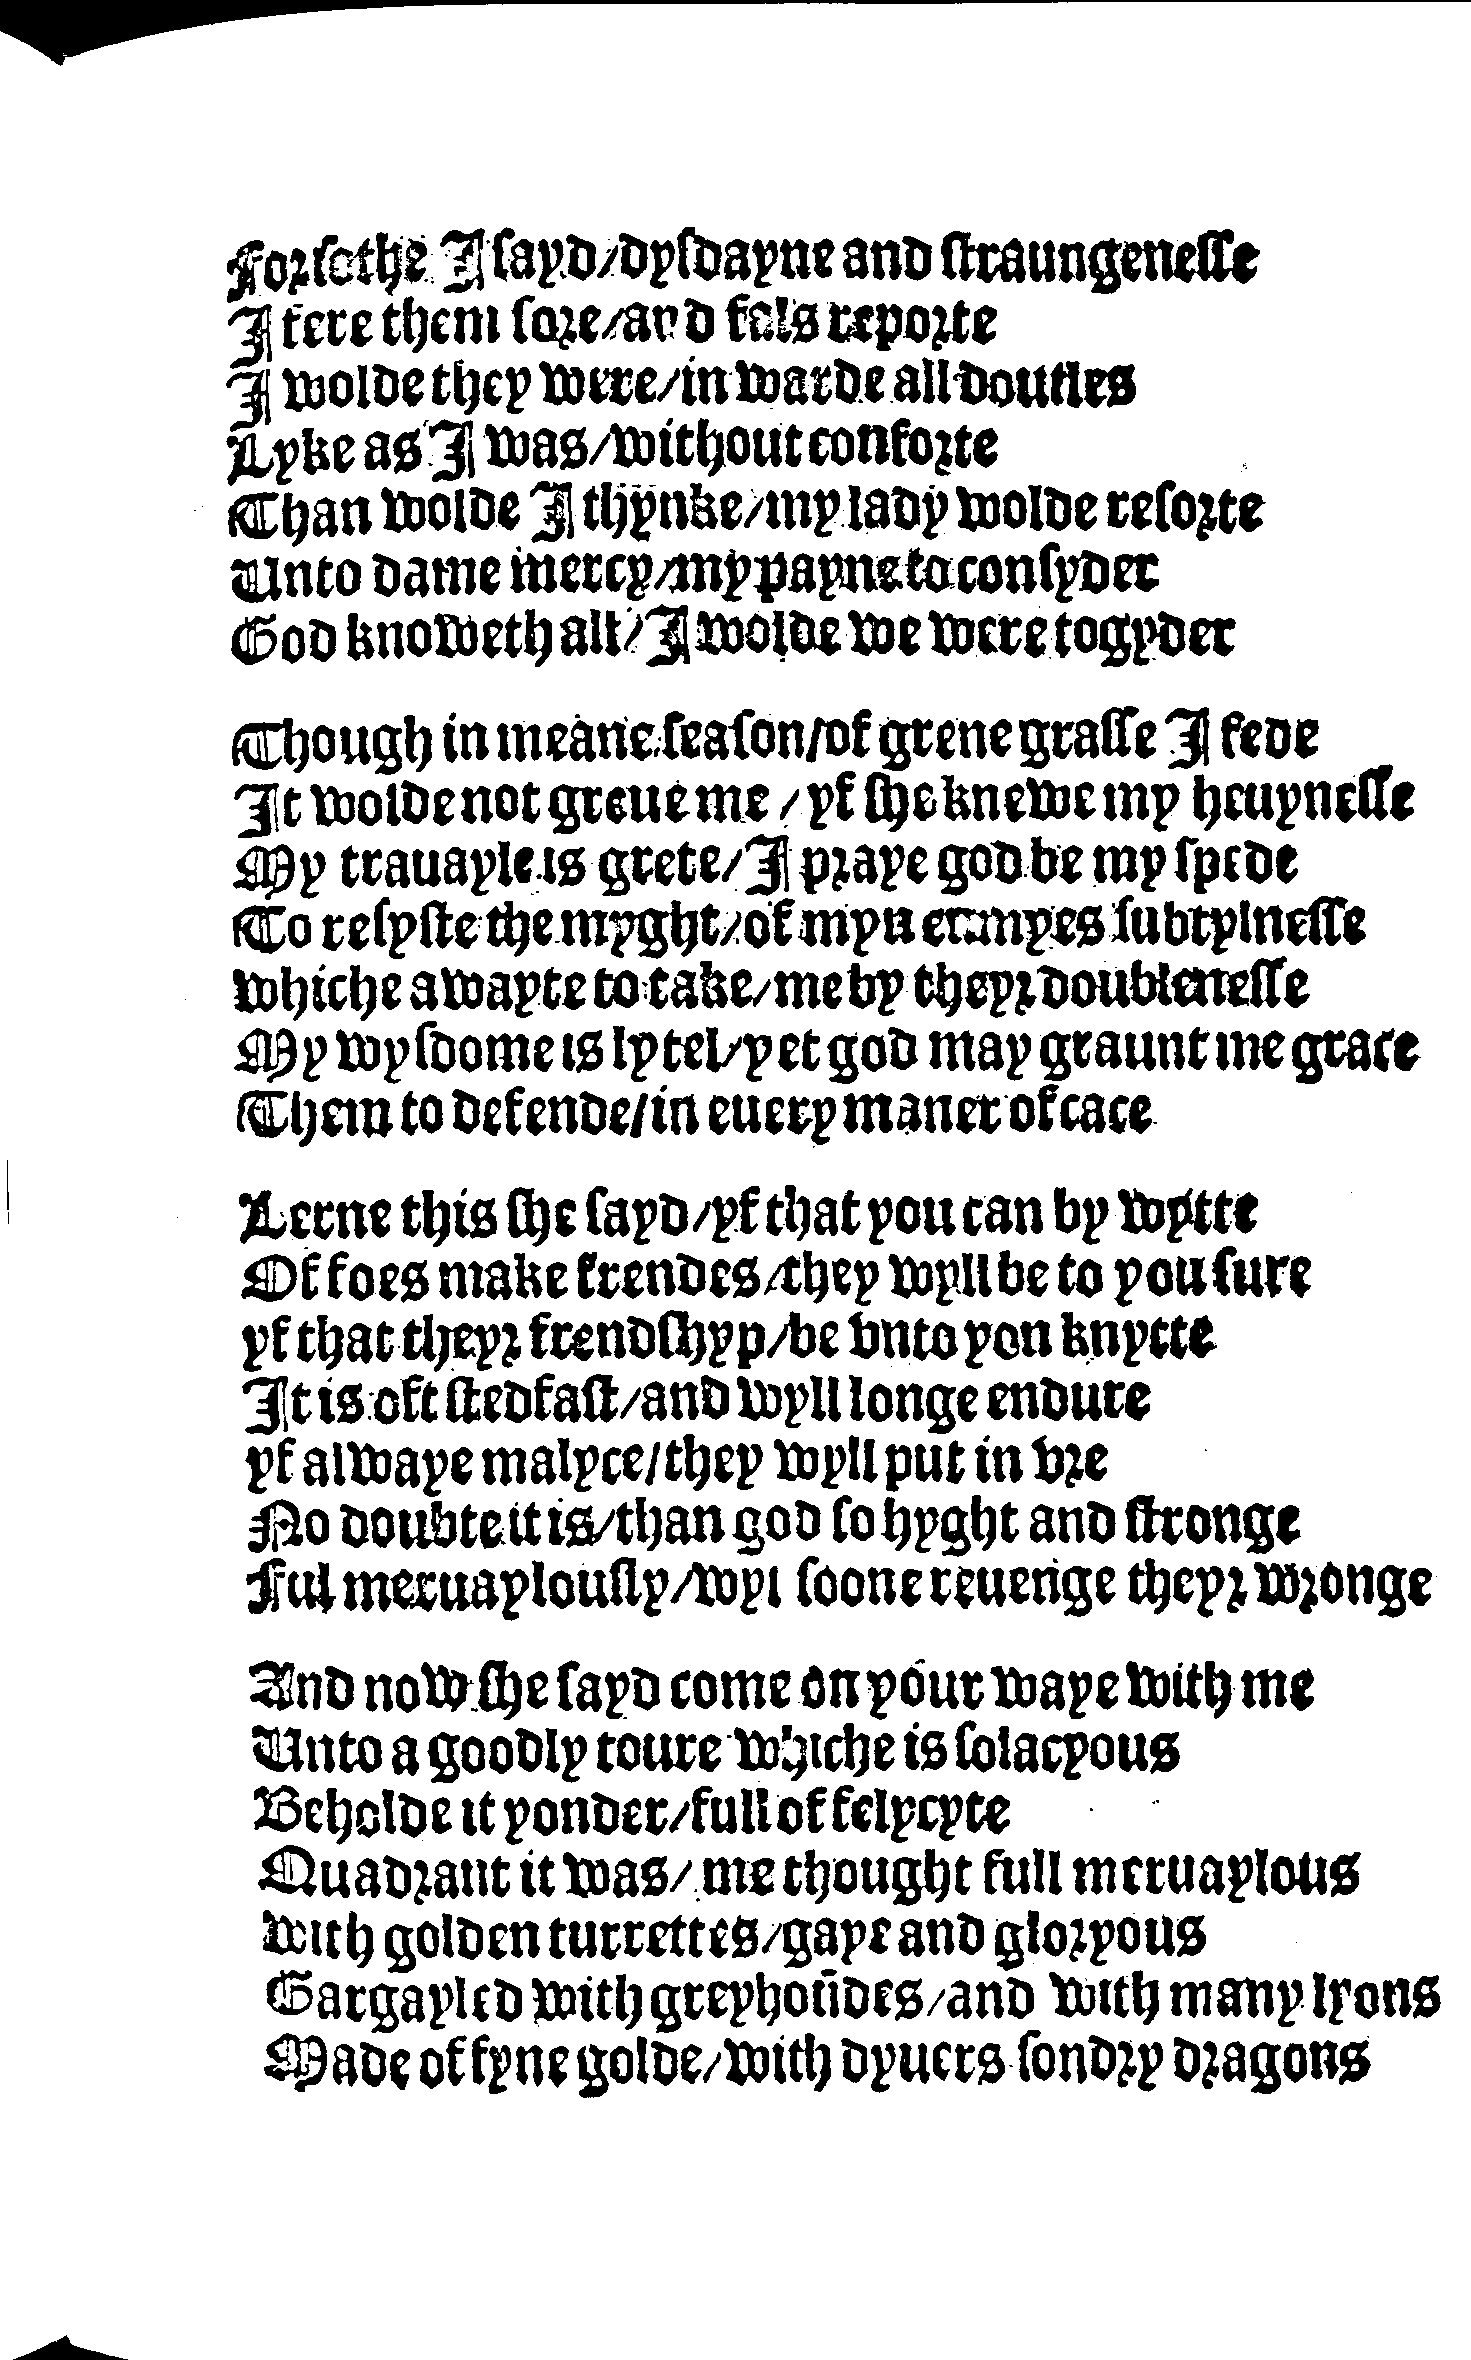 Forsothe I sayd/dysdayne and straungenesse
I fere them sore/and fals reporte
I wolde they were/in warde all doutles
Lyke as I was/without conforte
Than wolde I thynke/my lady wolde resorte
Unto dame mercy/my payne to consyder
God knoweth all/I wolde we were togyder

Though in meane season/of grene grasse I fede
It wolde not greue me/yf she knewe my heuynesse
My trauayle is grete/I praye god be my spede
To resyste the myght/of myn enmyes subtylnesse
whiche awayte to take/me by theyr doublenesse
My wysdome is lytel/yet god may graunt me grace
Them to defende/in euery maner of cace

Lerne this she sayd/yf that you can by wytte
Of foes make frendes/they wyll be to you sure
yf that theyr frendshyp/be vnto yon knytte
It is oft stedfast/and wyll longe endure
yf alwaye malyce/they wyll put in vre
No doubte it is/than god so hyght and stronge
Ful meruaylously/wyl soone reuenge theyr wronge

And now she sayd come on your waye with me
Unto a goodly toure whiche is solacyous
Beholde it yonder/full of felycyte
Quadrant it was/me thought full meruaylous
with golden turrettes/gaye and gloryous
Gargayled with greyhoūdes/and with many lyons
Made of fyne golde/with dyuers sondry dragons